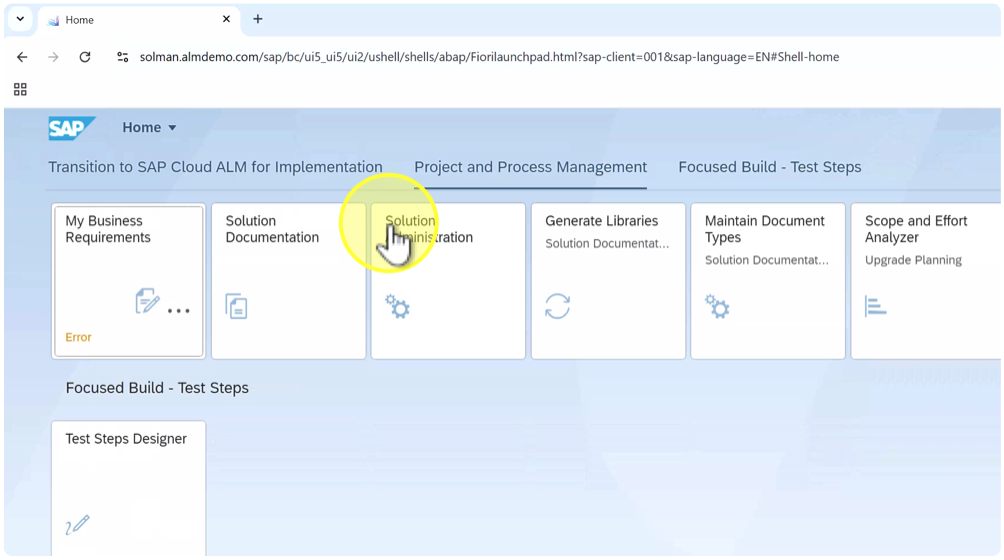 Home
solman.almdemo.com/sap/bc/ui5_ui5/ui2/ushell/shells/abap/Fiorilaunchpad.html?sap-client=001&sap-language=EN#Shell-home
SAP Home
Transition to SAP Cloud ALM for Implementation Project and Process Management Focused Build - Test Steps
My Business
Requirements
Error
Solution
Documentation
Solution
Administration
Generate Libraries
Solution Documentat...
Maintain Document
Types
Solution Documentat...
Scope and Effort
Analyzer
Upgrade Planning
Focused Build - Test Steps
Test Steps Designer